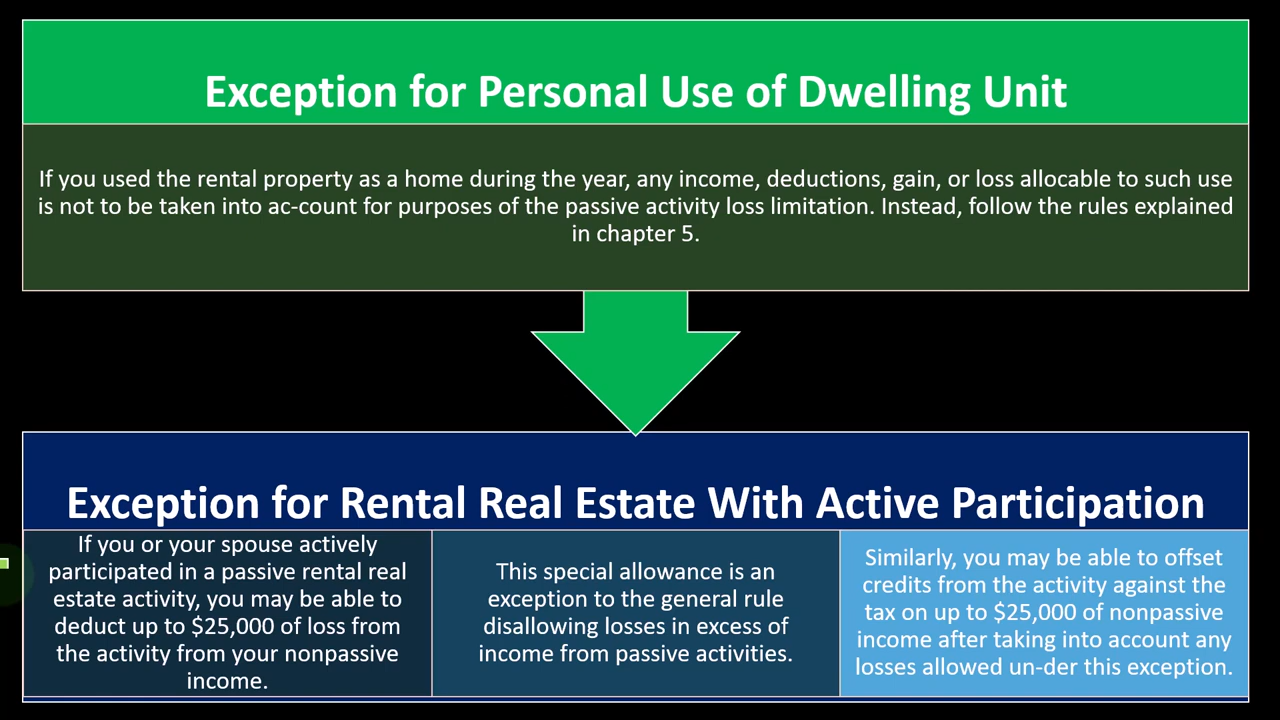 Exception for Personal Use of Dwelling Unit
If you used the rental property as a home during the year, any income, deductions, gain, or loss allocable to such use
is not to be taken into ac-count for purposes of the passive activity loss limitation. Instead, follow the rules explained
in chapter 5.
Exception for Rental Real Estate With Active Participation
If you or your spouse actively
participated in a passive rental real
estate activity, you may be able to
deduct up to $25,000 of loss from
the activity from your nonpassive
income.
This special allowance is an
exception to the general rule
disallowing losses in excess of
income from passive activities.
Similarly, you may be able to offset
credits from the activity against the
tax on up to $25,000 of nonpassive
income after taking into account any
losses allowed un-der this exception.